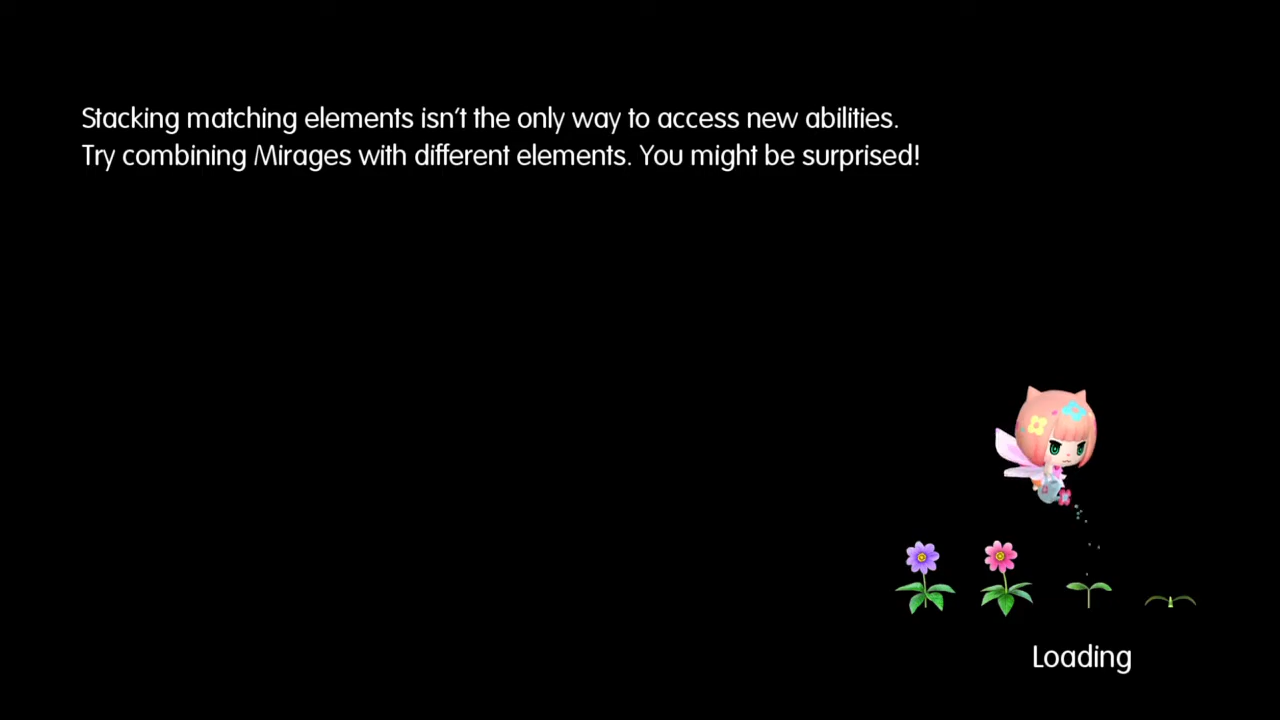 Stacking matching elements isn't the only way to access new abilities.
Try combining Mirages with different elements. You might be surprised!
Loading